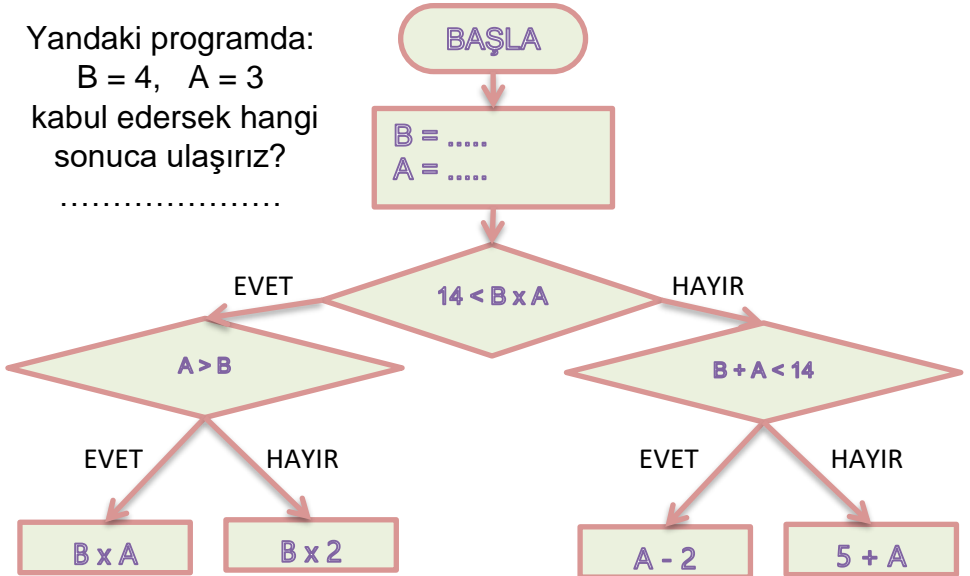 Yandaki programda:
B = 4, A = 3
kabul edersek hangi
sonuca ulaşırız?
.....................
BAŞLA
B = .....
A = .....
14 < B x A
EVET
HAYIR
A > B
B + A < 14
EVET
HAYIR
EVET
HAYIR
B x A
B x 2
A - 2
5 + A